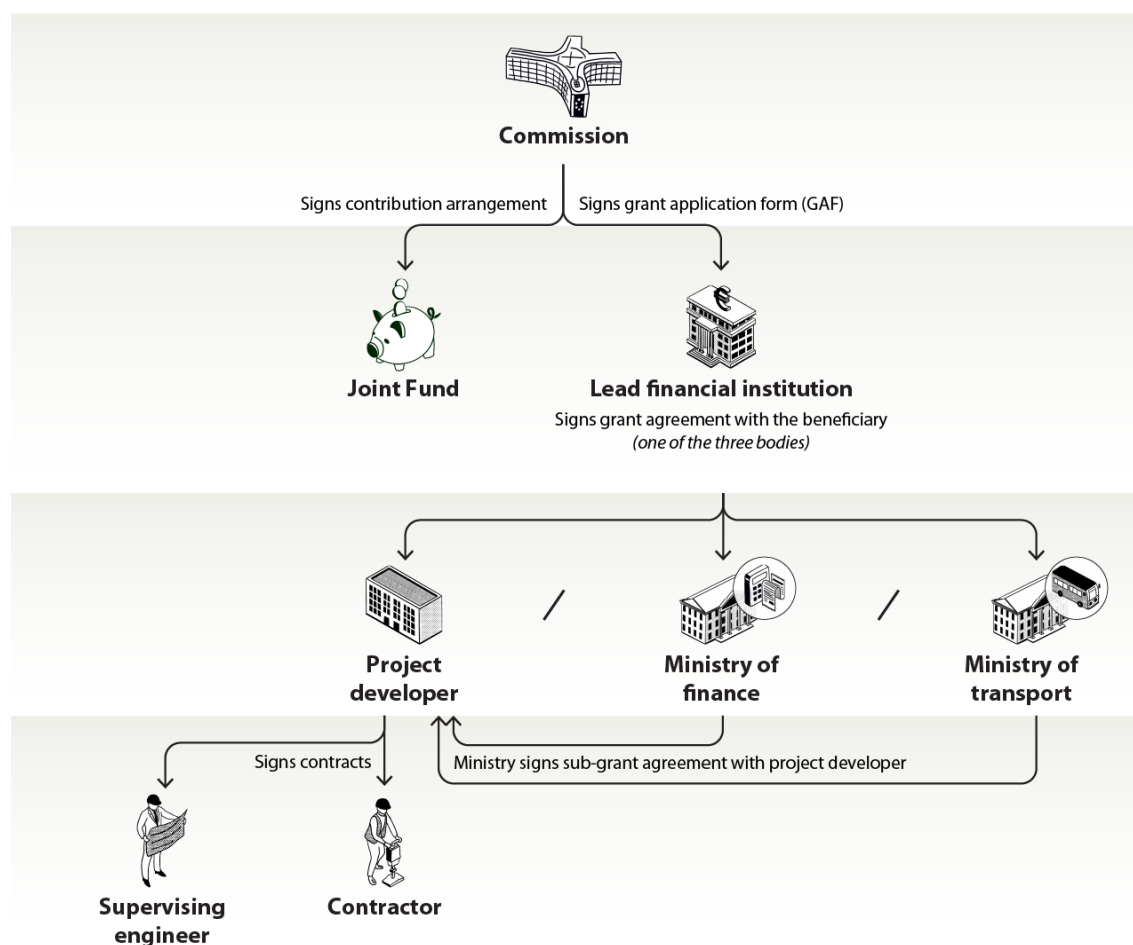 Commission
Signs contribution arrangement
Signs grant application form (GAF)
€
Joint Fund
Lead financial institution
Signs grant agreement with the beneficiary
(one of the three bodies)
Project
developer
/
Ministry of
finance
/
Ministry of
transport
Signs contracts
Ministry signs sub-grant agreement with project developer
Supervising
engineer
Contractor